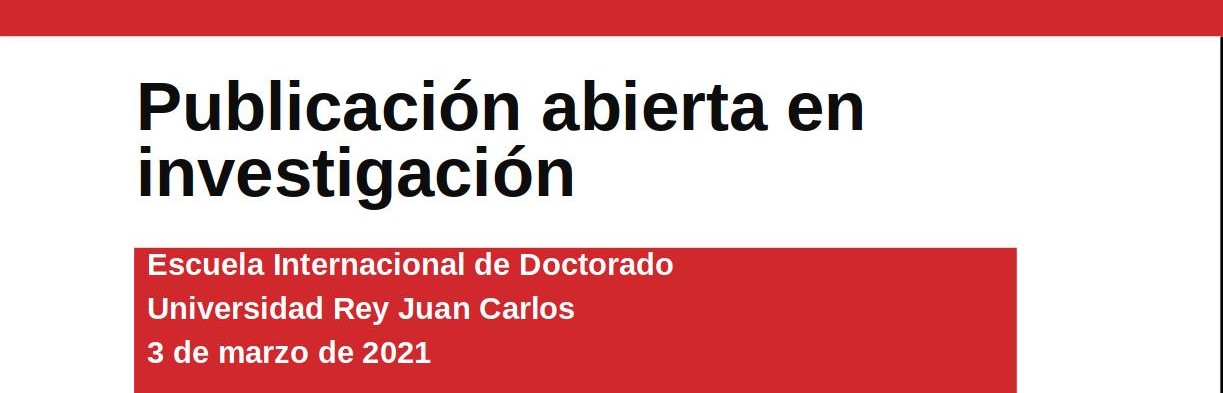 Publicación abierta en
investigación
Escuela Internacional de Doctorado
Universidad Rey Juan Carlos
3 de marzo de 2021